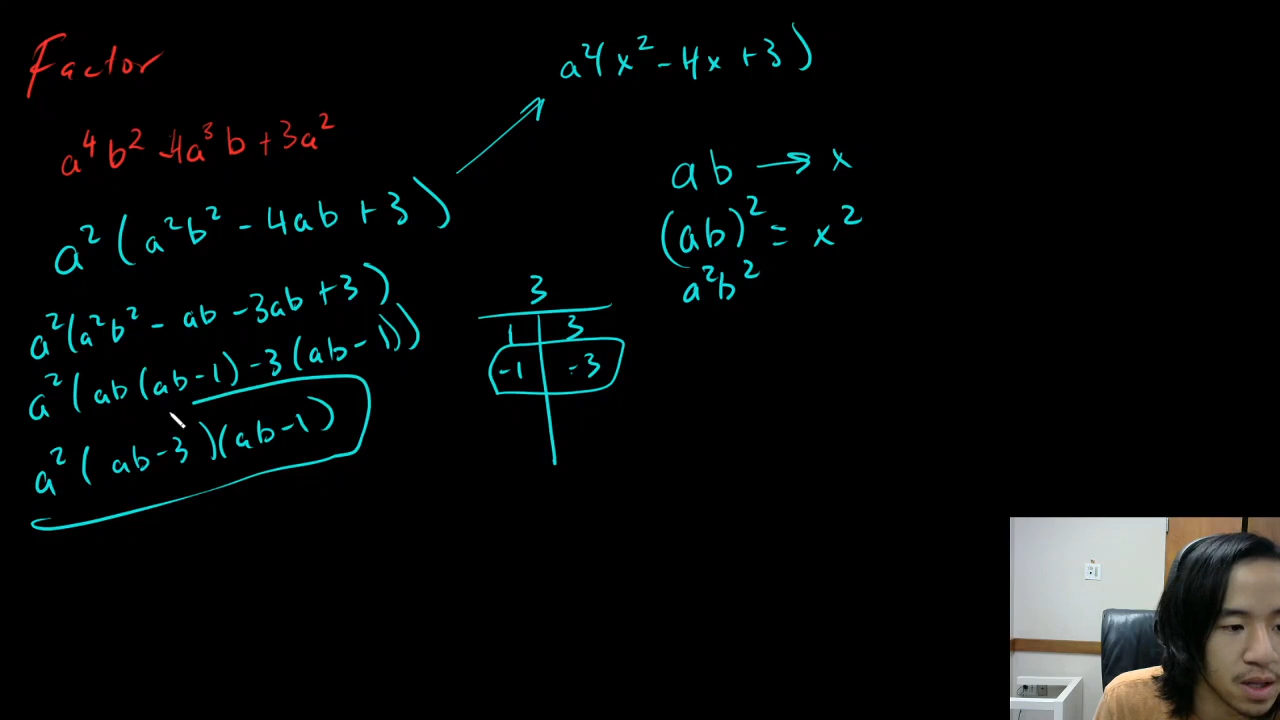 Factor
a⁴b² - 4a³b + 3a²
a²(a²b² - 4ab + 3)
a²(a²b² - ab - 3ab + 3)
a²(ab(ab-1) - 3(ab-1))
a²(ab-3)(ab-1)
a²(x² - 4x + 3)
ab → x
(ab)² = x²
a²b²
3
1 3
-1 -3